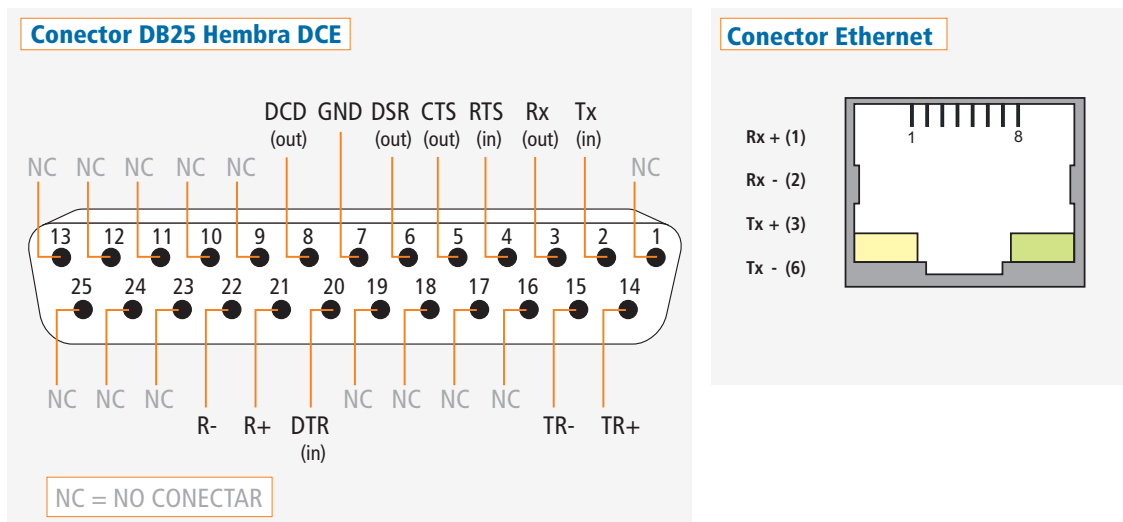 Conector DB25 Hembra DCE
DCD GND DSR CTS RTS Rx Tx
(out) (out) (out) (in) (out) (in)
NC NC NC NC NC NC
13 12 11 10 9 8 7 6 5 4 3 2 1
25 24 23 22 21 20 19 18 17 16 15 14
NC NC NC NC NC NC NC
R- R+ DTR TR- TR+
(in)
NC = NO CONECTAR
Conector Ethernet
Rx + (1)
Rx - (2)
Tx + (3)
Tx - (6)
1 8